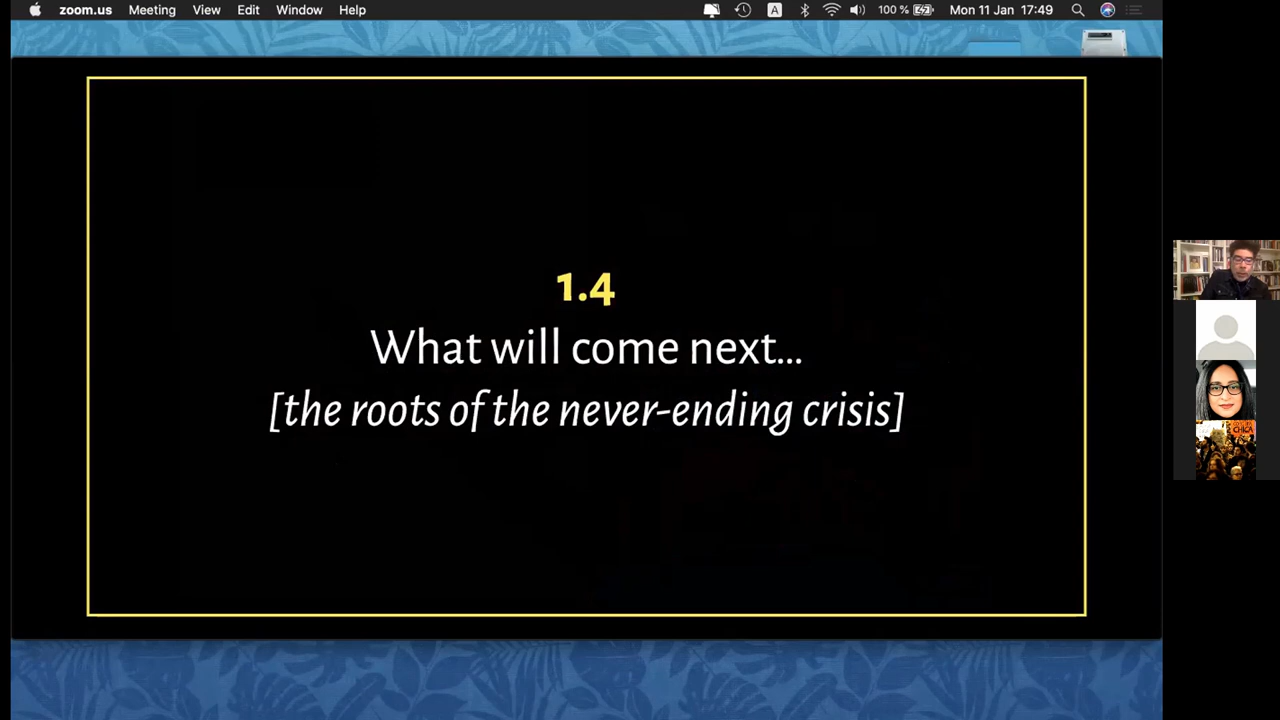 zoom.us Meeting View Edit Window Help A 100 % Mon 11 Jan 17:49
1.4
What will come next...
[the roots of the never-ending crisis]
CHICA